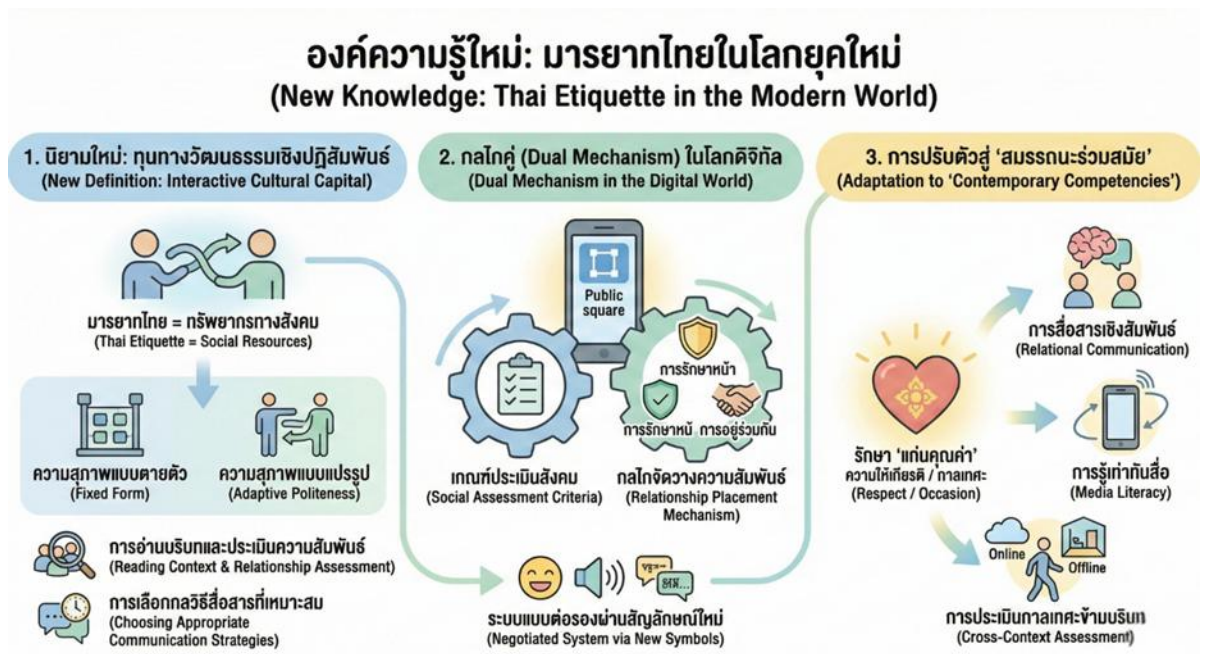 องค์ความรู้ใหม่: มารยาทไทยในโลกยุคใหม่
(New Knowledge: Thai Etiquette in the Modern World)
1. นิยามใหม่: ทุนทางวัฒนธรรมเชิงปฏิสัมพันธ์
(New Definition: Interactive Cultural Capital)
มารยาทไทย = ทรัพยากรทางสังคม
(Thai Etiquette = Social Resources)
ความสุภาพแบบตายตัว
(Fixed Form)
ความสุภาพแบบแปรรูป
(Adaptive Politeness)
การอ่านบริบทและประเมินความสัมพันธ์
(Reading Context & Relationship Assessment)
การเลือกกลวิธีสื่อสารที่เหมาะสม
(Choosing Appropriate
Communication Strategies)
2. กลไกคู่ (Dual Mechanism) ในโลกดิจิทัล
(Dual Mechanism in the Digital World)
Public
square
การรักษาหน้า
การรักษหนั
การอยู่ร่วมกัน
เกณฑ์ประเมินสังคม
(Social Assessment Criteria)
กลไกจัดวางความสัมพันธ์
(Relationship Placement
Mechanism)
ระบบแบบต่อรองผ่านสัญลักษณ์ใหม่
(Negotiated System via New Symbols)
3. การปรับตัวสู่ ‘สมรรถนะร่วมสมัย’
(Adaptation to ‘Contemporary Competencies’)
รักษา ‘แก่นคุณค่า’
ความให้เกียรติ / กาลเทศะ
(Respect / Occasion)
การสื่อสารเชิงสัมพันธ์
(Relational Communication)
การรู้เท่าทันสื่อ
(Media Literacy)
Online
Offline
การประเมินกาลเทศะข้ามบริบท
(Cross-Context Assessment)